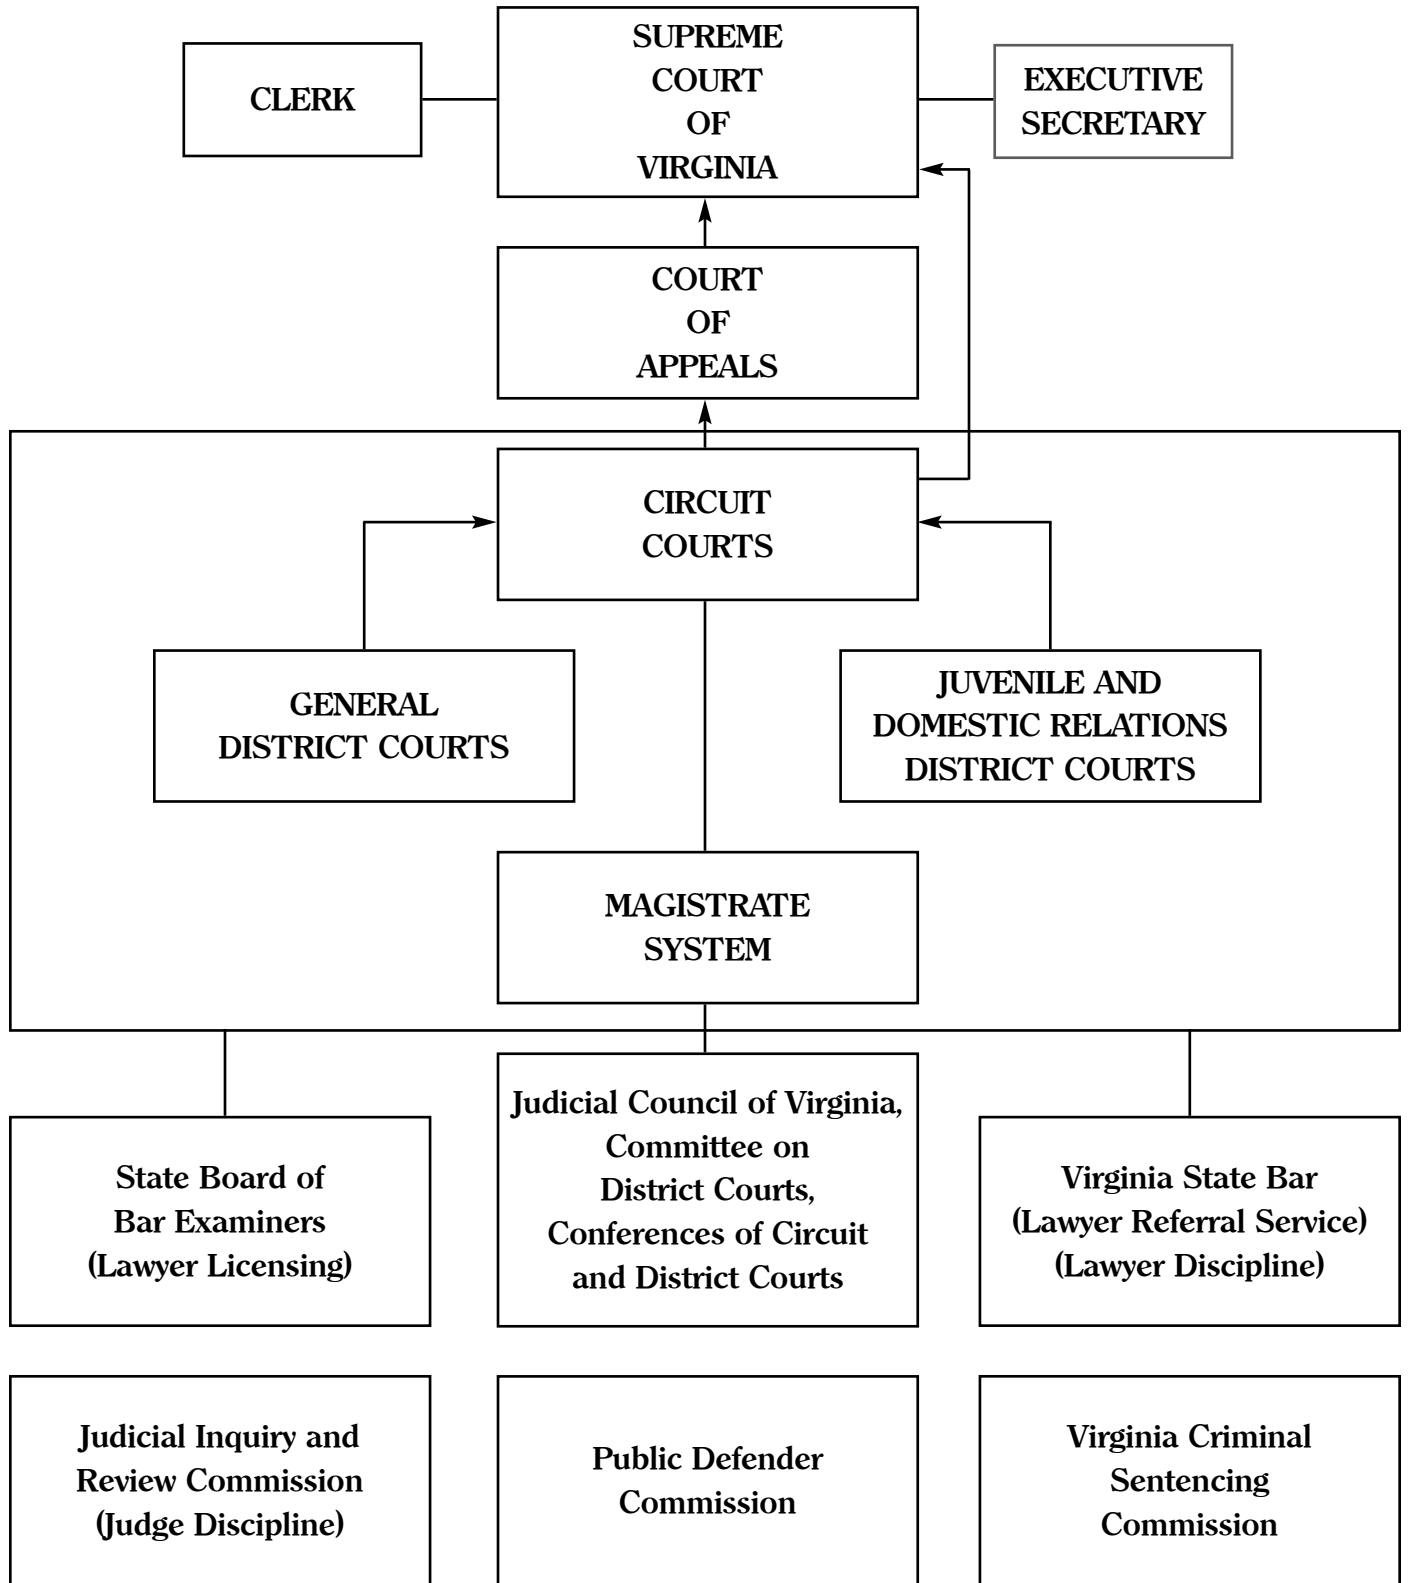 CLERK
SUPREME
COURT
OF
VIRGINIA
EXECUTIVE
SECRETARY
COURT
OF
APPEALS
CIRCUIT
COURTS
GENERAL
DISTRICT COURTS
JUVENILE AND
DOMESTIC RELATIONS
DISTRICT COURTS
MAGISTRATE
SYSTEM
State Board of
Bar Examiners
(Lawyer Licensing)
Judicial Council of Virginia,
Committee on
District Courts,
Conferences of Circuit
and District Courts
Virginia State Bar
(Lawyer Referral Service)
(Lawyer Discipline)
Judicial Inquiry and
Review Commission
(Judge Discipline)
Public Defender
Commission
Virginia Criminal
Sentencing
Commission